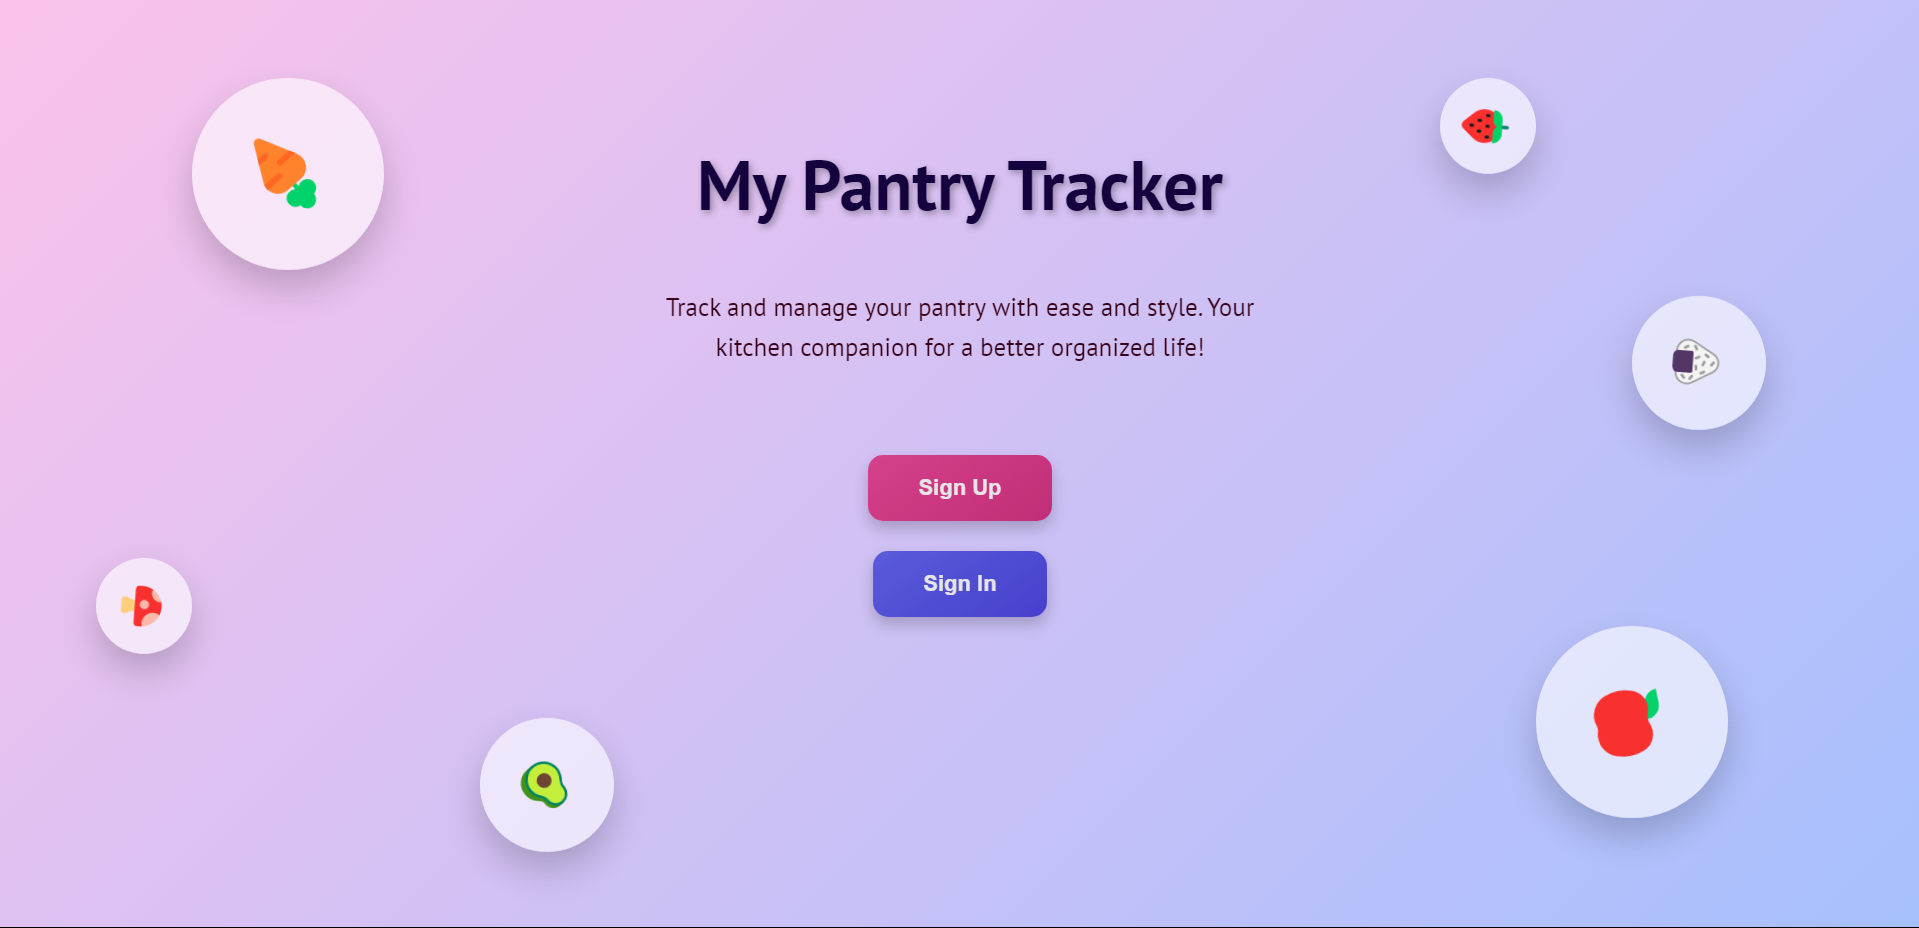 My Pantry Tracker
Track and manage your pantry with ease and style. Your
kitchen companion for a better organized life!
Sign Up
Sign In